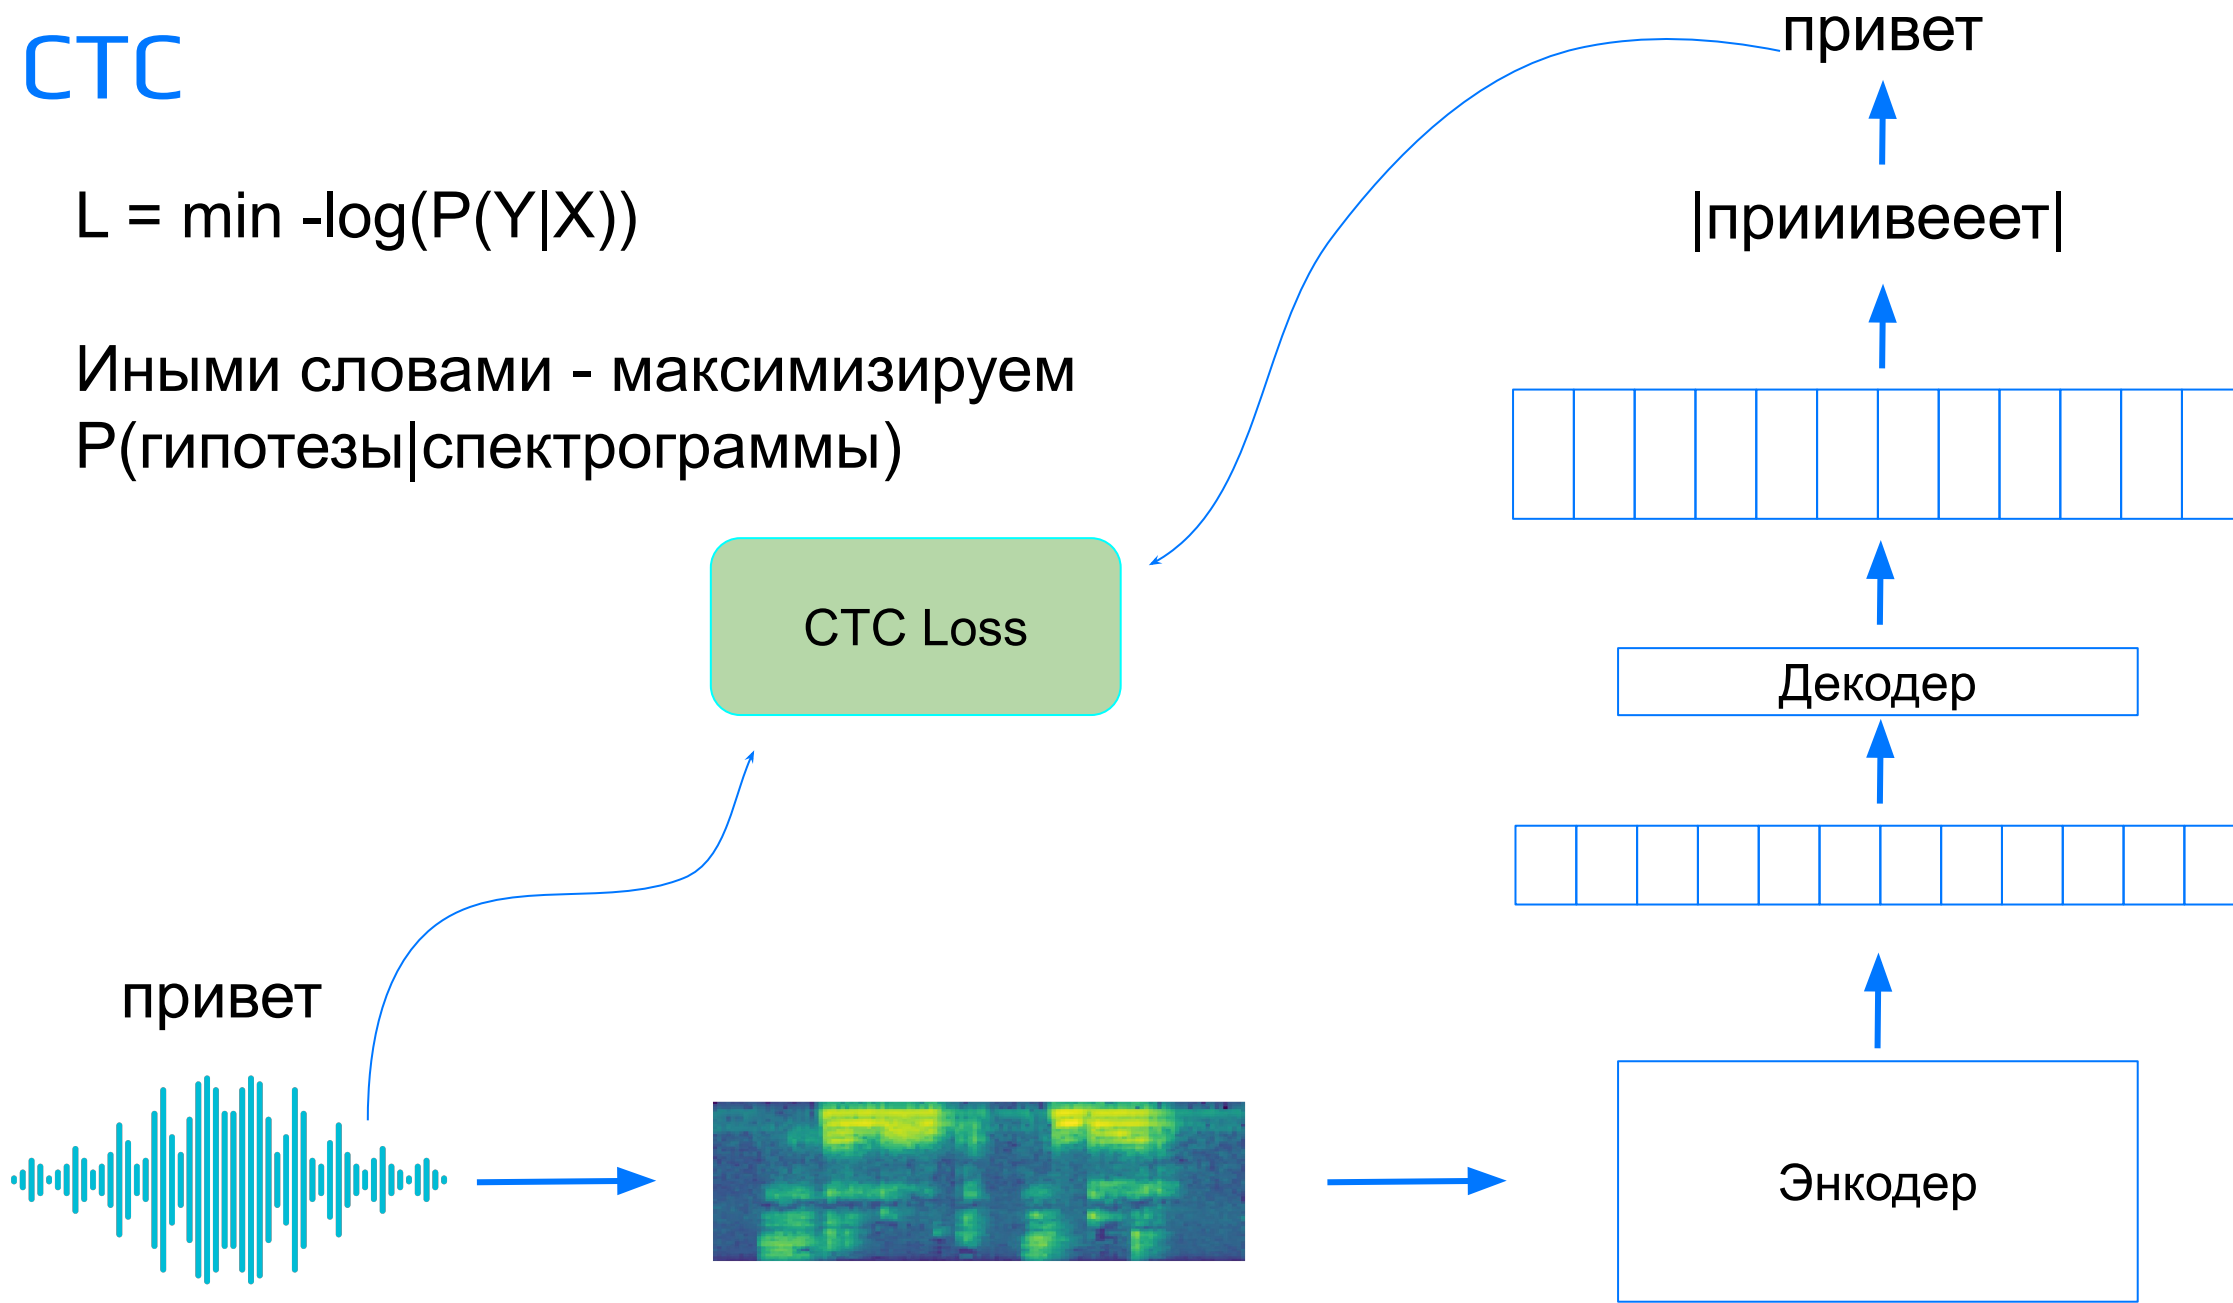 CTC
L = min -log(P(Y|X))
Иными словами - максимизируем
P(гипотезы|спектрограммы)
привет
|прииивееет|
CTC Loss
Декодер
привет
Энкодер